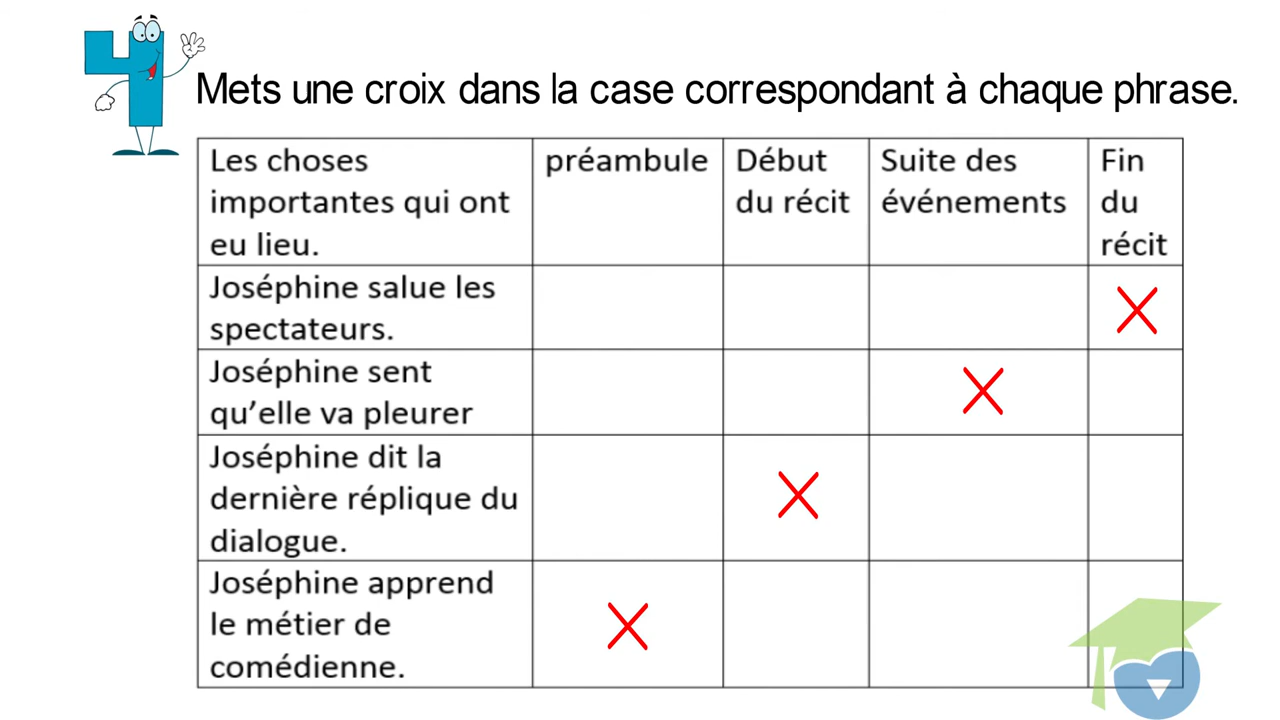 4
Mets une croix dans la case correspondant à chaque phrase.
Les choses importantes qui ont eu lieu.
préambule
Début du récit
Suite des événements
Fin du récit
Joséphine salue les spectateurs.
X
Joséphine sent qu’elle va pleurer
X
Joséphine dit la dernière réplique du dialogue.
X
Joséphine apprend le métier de comédienne.
X